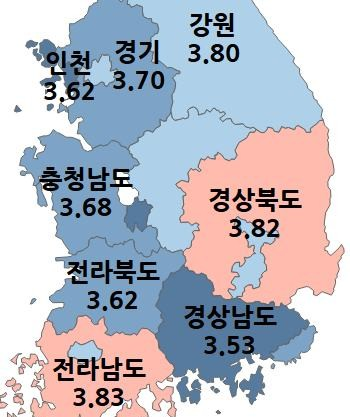 강원
3.80
경기
3.70
인천
3.62
충청남도
3.68
경상북도
3.82
전라북도
3.62
경상남도
3.53
전라남도
3.83